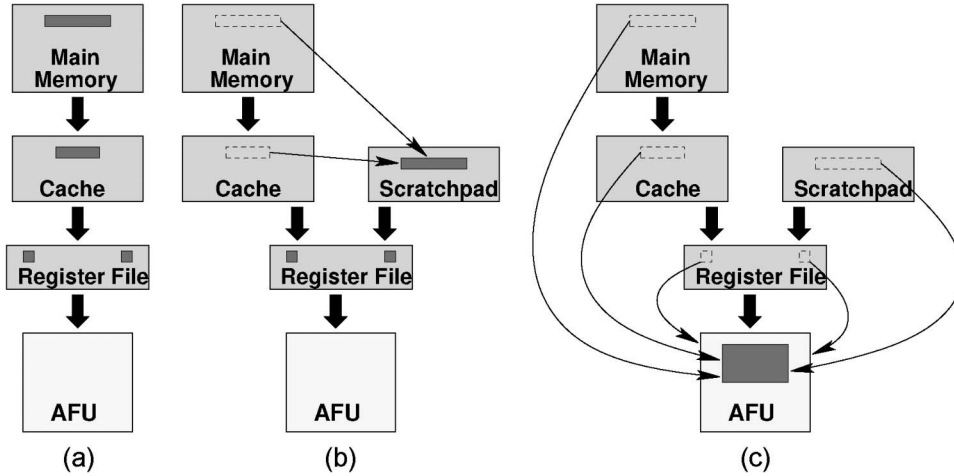 Main
Memory
Cache
Register File
AFU
(a)
Main
Memory
Cache
Scratchpad
Register File
AFU
(b)
Main
Memory
Cache
Scratchpad
Register File
AFU
(c)